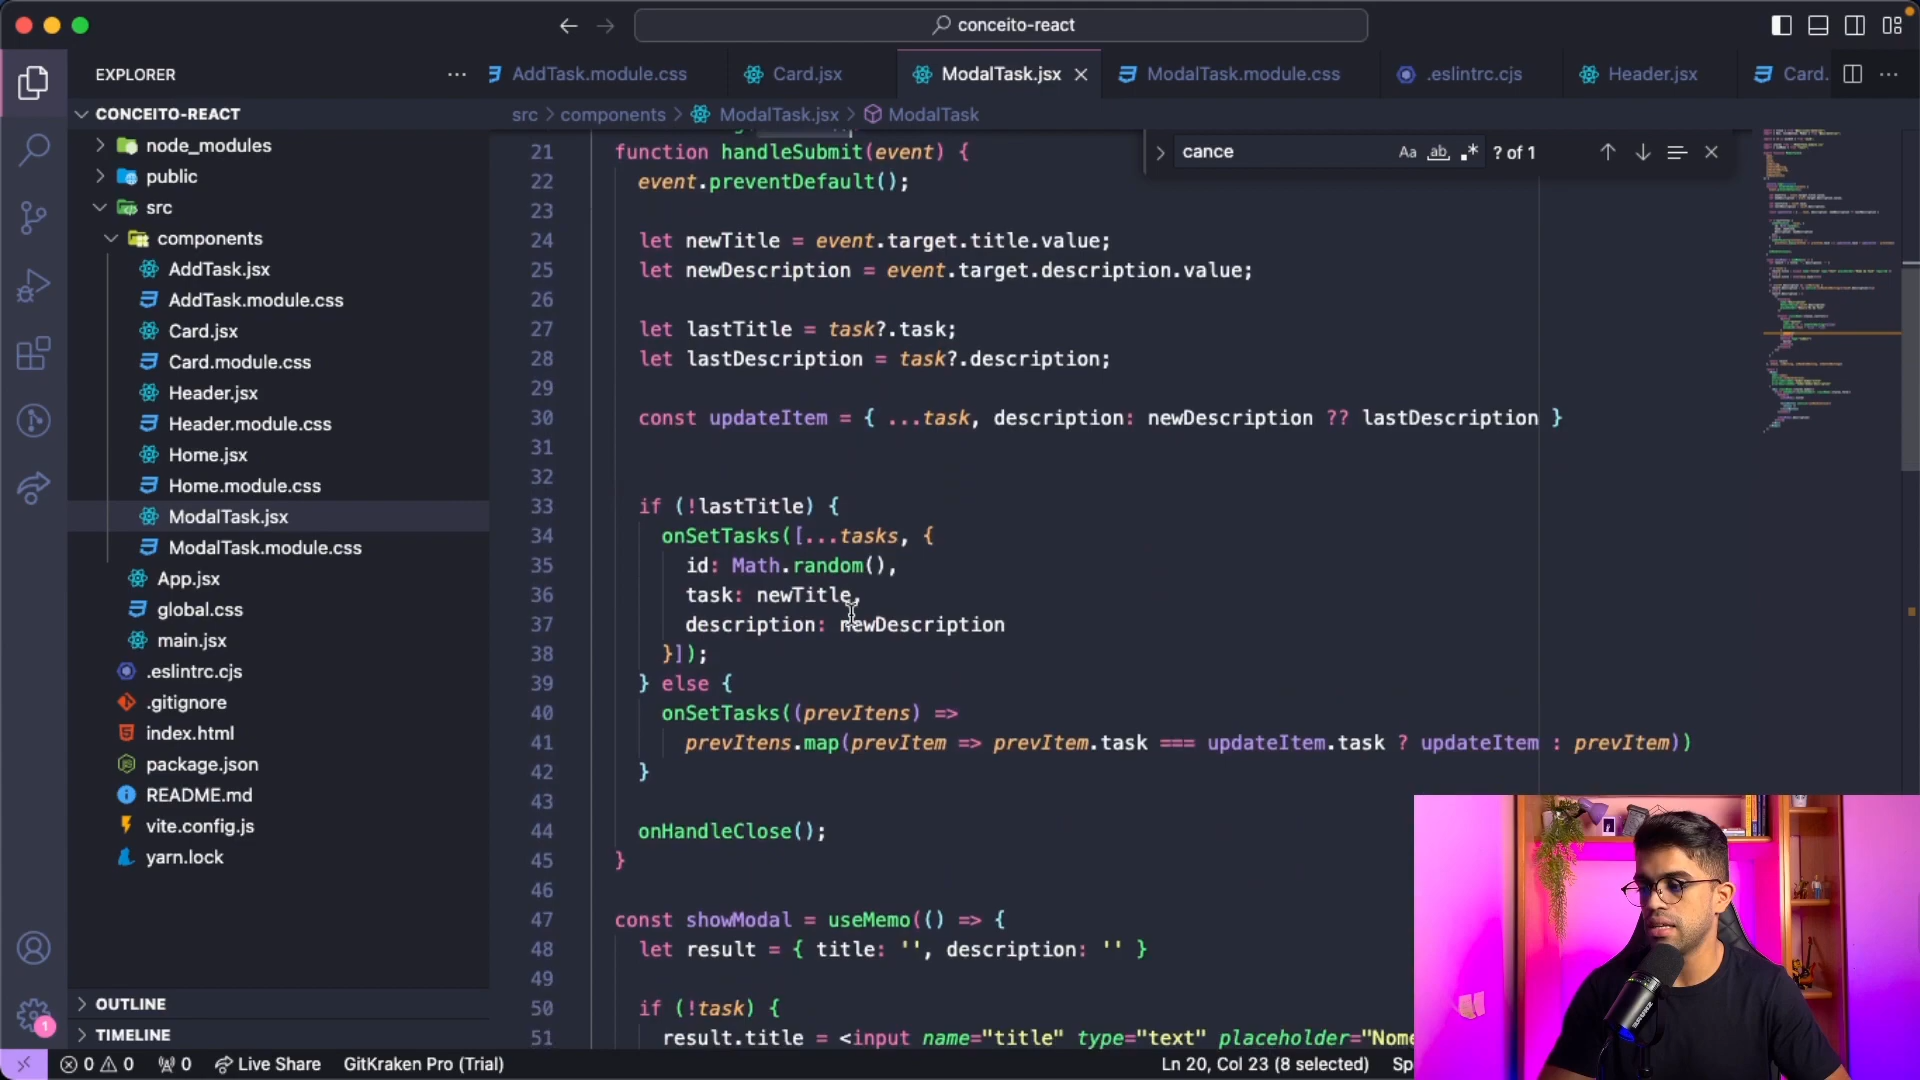 conceito-react
EXPLORER
AddTask.module.css
Card.jsx
ModalTask.jsx
ModalTask.module.css
.eslintrc.cjs
Header.jsx
Card.
CONCEITO-REACT
node_modules
public
src
components
AddTask.jsx
AddTask.module.css
Card.jsx
Card.module.css
Header.jsx
Header.module.css
Home.jsx
Home.module.css
ModalTask.jsx
ModalTask.module.css
App.jsx
global.css
main.jsx
.eslintrc.cjs
.gitignore
index.html
package.json
README.md
vite.config.js
yarn.lock
OUTLINE
TIMELINE
src > components > ModalTask.jsx > ModalTask
cance
Aa ab .* ? of 1
21 function handleSubmit(event) {
22 event.preventDefault();
23
24 let newTitle = event.target.title.value;
25 let newDescription = event.target.description.value;
26
27 let lastTitle = task?.task;
28 let lastDescription = task?.description;
29
30 const updateItem = { ...task, description: newDescription ?? lastDescription }
31
32
33 if (!lastTitle) {
34 onSetTasks([...tasks, {
35 id: Math.random(),
36 task: newTitle,
37 description: newDescription
38 }]);
39 } else {
40 onSetTasks((prevItens) =>
41 prevItens.map(prevItem => prevItem.task === updateItem.task ? updateItem : prevItem))
42 }
43
44 onHandleClose();
45 }
46
47 const showModal = useMemo(() => {
48 let result = { title: '', description: '' }
49
50 if (!task) {
51 result.title = <input name="title" type="text" placeholder="Nome
1
0 0 0 Live Share GitKraken Pro (Trial) Ln 20, Col 23 (8 selected) Sp